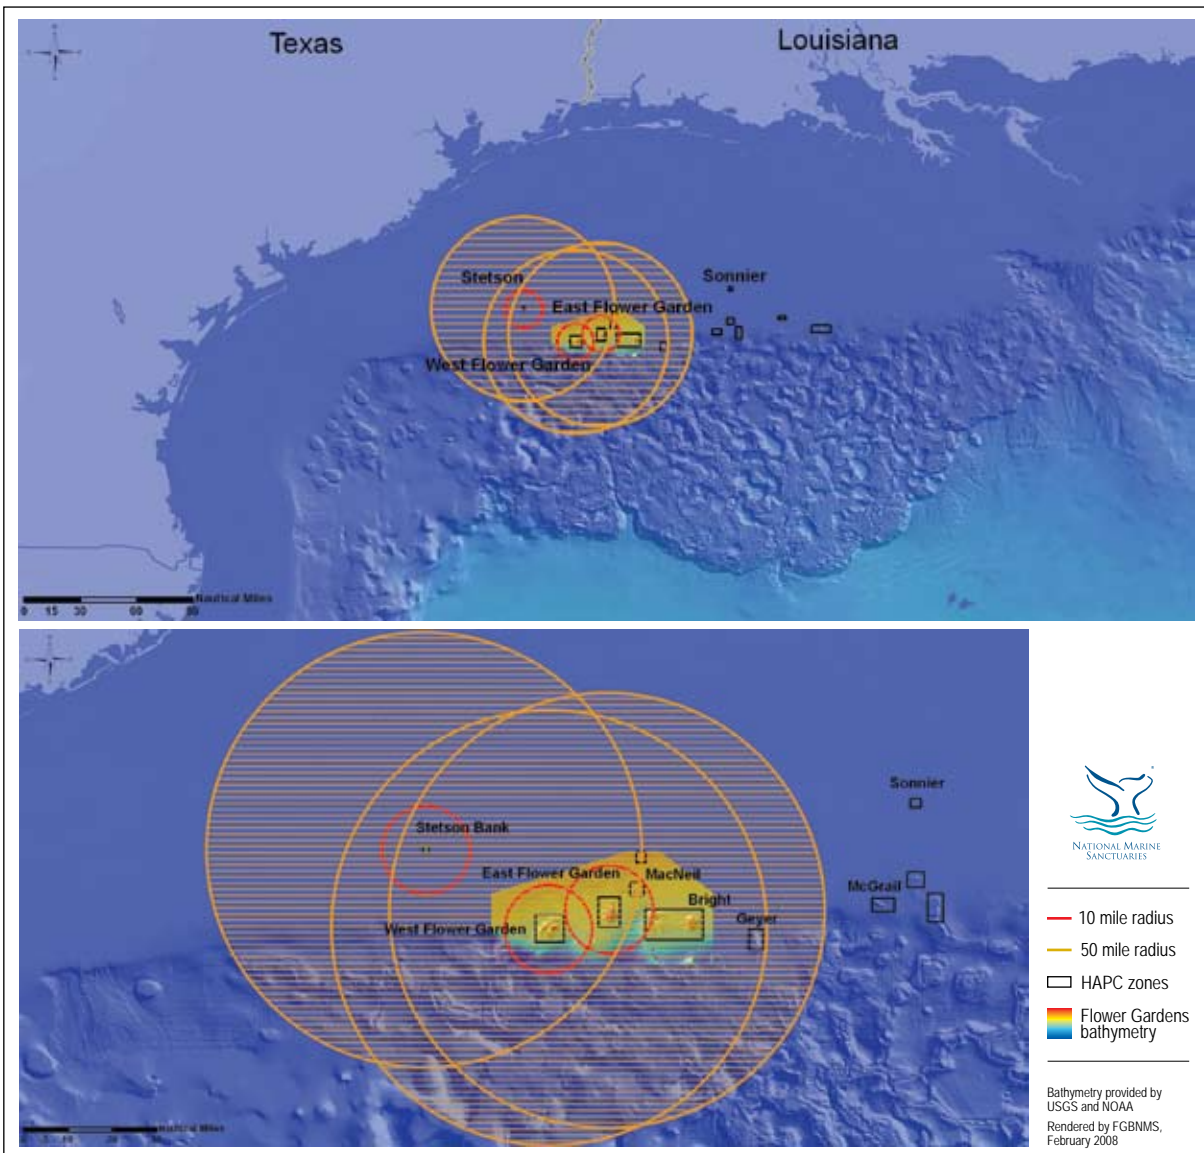 Texas
Louisiana
Stetson
Sonnier
East Flower Garden
West Flower Garden
Nautical Miles
0 15 30 60 90
Sonnier
Stetson Bank
East Flower Garden
MacNeil
McGrail
Bright
West Flower Garden
Geyer
Nautical Miles
NATIONAL MARINE
SANCTUARIES
10 mile radius
50 mile radius
HAPC zones
Flower Gardens
bathymetry
Bathymetry provided by
USGS and NOAA
Rendered by FGBNMS,
February 2008